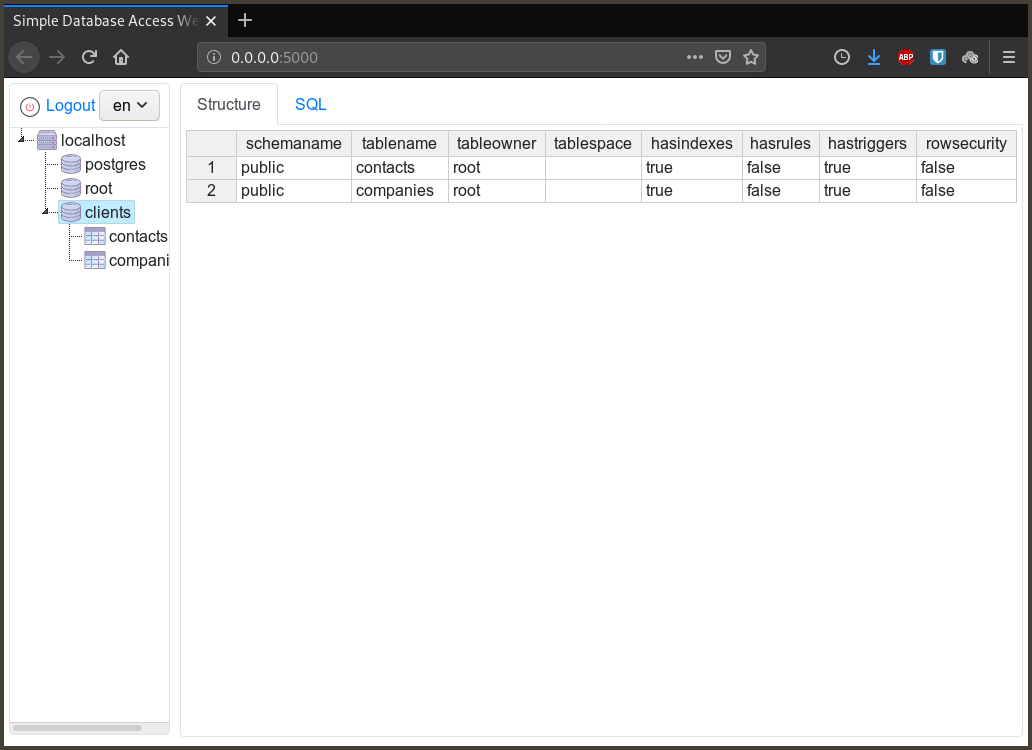 Simple Database Access We
0.0.0.0:5000
ABP
Logout en
localhost
postgres
root
clients
contacts
compani
Structure SQL
schemaname tablename tableowner tablespace hasindexes hasrules hastriggers rowsecurity
1 public contacts root true false true false
2 public companies root true false true false